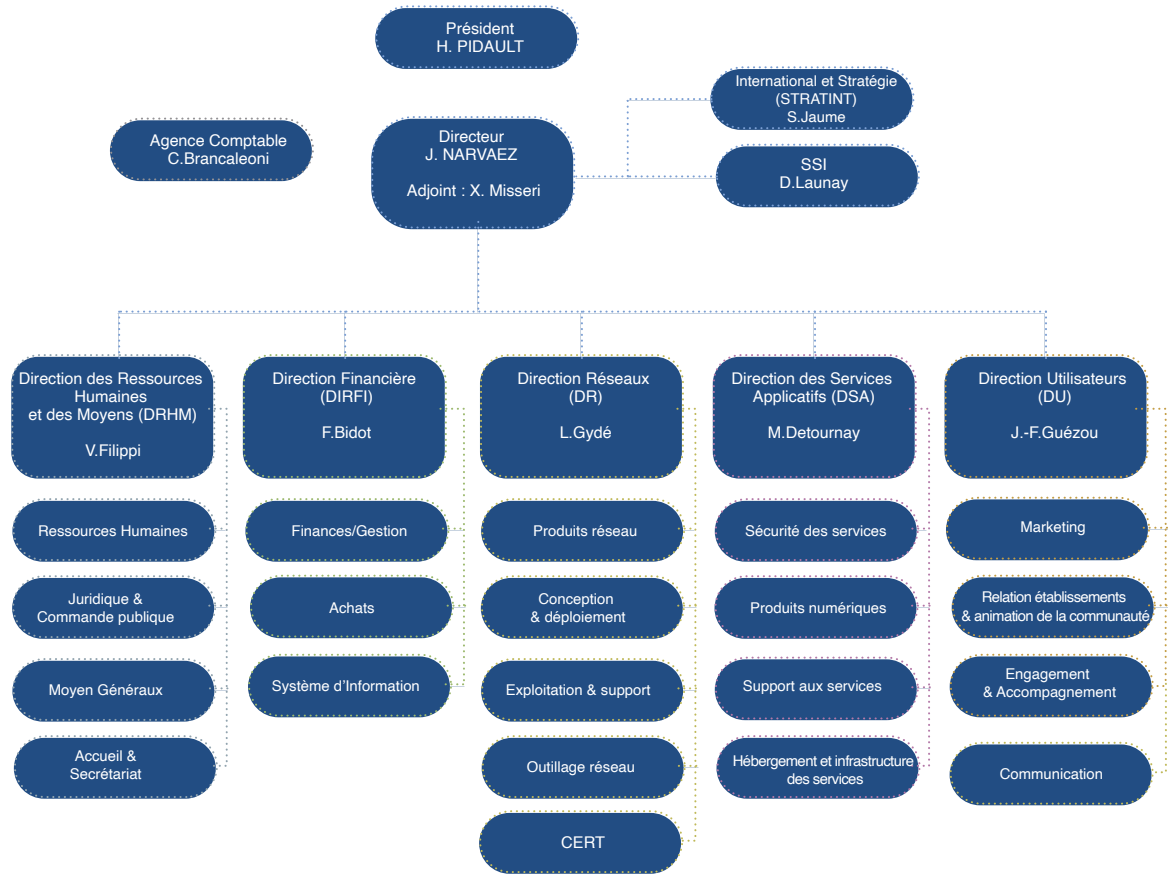 Président
H. PIDAULT
International et Stratégie
(STRATINT)
S.Jaume
Agence Comptable
C.Brancaleoni
Directeur
J. NARVAEZ
Adjoint : X. Misseri
SSI
D.Launay
Direction des Ressources
Humaines
et des Moyens (DRHM)
V.Filippi
Direction Financière
(DIRFI)
F.Bidot
Direction Réseaux
(DR)
L.Gydé
Direction des Services
Applicatifs (DSA)
M.Detournay
Direction Utilisateurs
(DU)
J.-F.Guézou
Ressources Humaines
Juridique &
Commande publique
Moyen Généraux
Accueil &
Secrétariat
Finances/Gestion
Achats
Système d’Information
Produits réseau
Conception
& déploiement
Exploitation & support
Outillage réseau
CERT
Sécurité des services
Produits numériques
Support aux services
Hébergement et infrastructure
des services
Marketing
Relation établissements
& animation de la communauté
Engagement
& Accompagnement
Communication